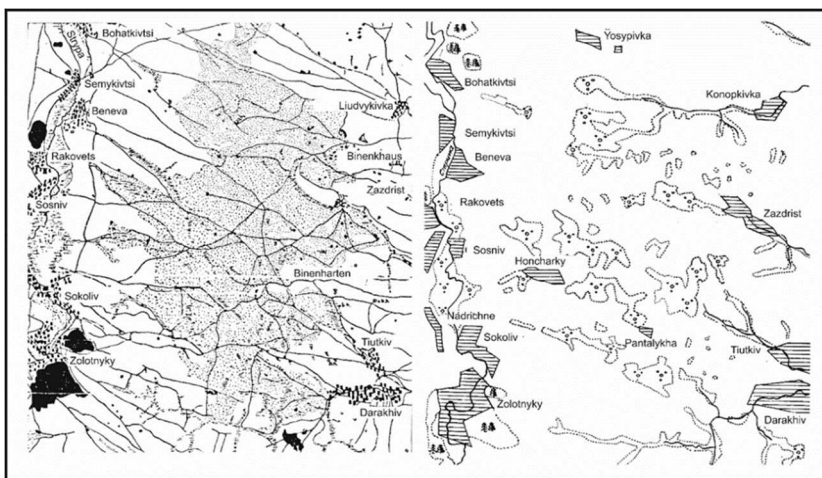 Bohatkivtsi
Strypa
Semykivtsi
Beneva
Liudvykivka
Rakovets
Binenkhaus
Zazdrist
Sosniv
Binenharten
Sokoliv
Tiutkiv
Zolotnyky
Darakhiv
Yosypivka
Bohatkivtsi
Konopkivka
Semykivtsi
Beneva
Rakovets
Zazdrist
Sosniv
Honcharky
Nadrichne
Sokoliv
Pantalykha
Tiutkiv
Zolotnyky
Darakhiv